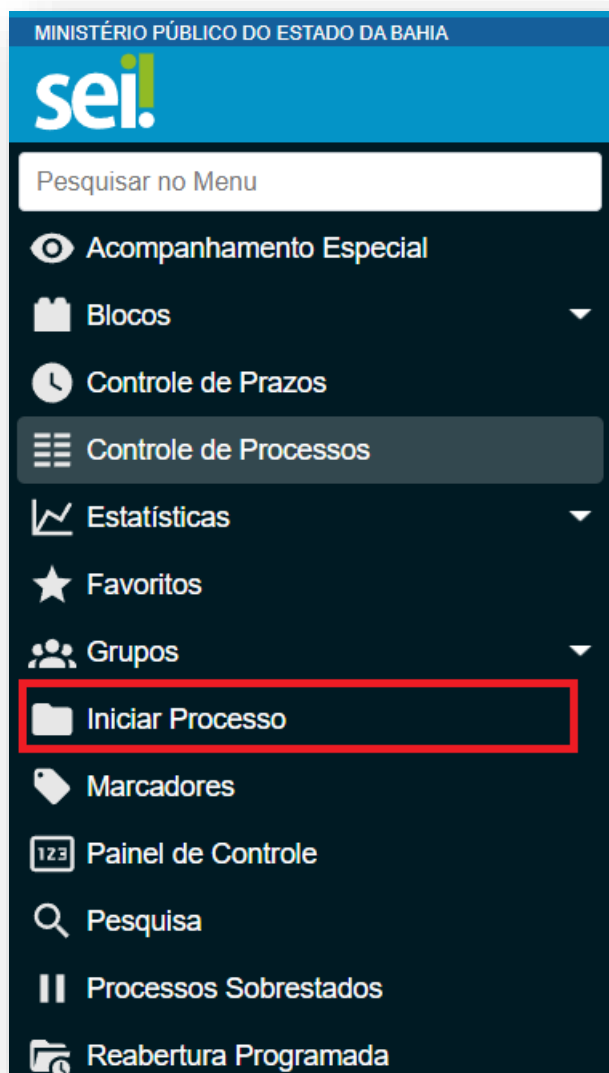 MINISTÉRIO PÚBLICO DO ESTADO DA BAHIA
sei!
Pesquisar no Menu
Acompanhamento Especial
Blocos
Controle de Prazos
Controle de Processos
Estatísticas
Favoritos
Grupos
Iniciar Processo
Marcadores
123 Painel de Controle
Pesquisa
Processos Sobrestados
Reabertura Programada